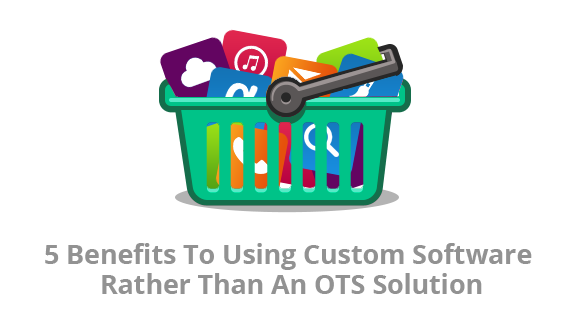 5 Benefits To Using Custom Software
Rather Than An OTS Solution